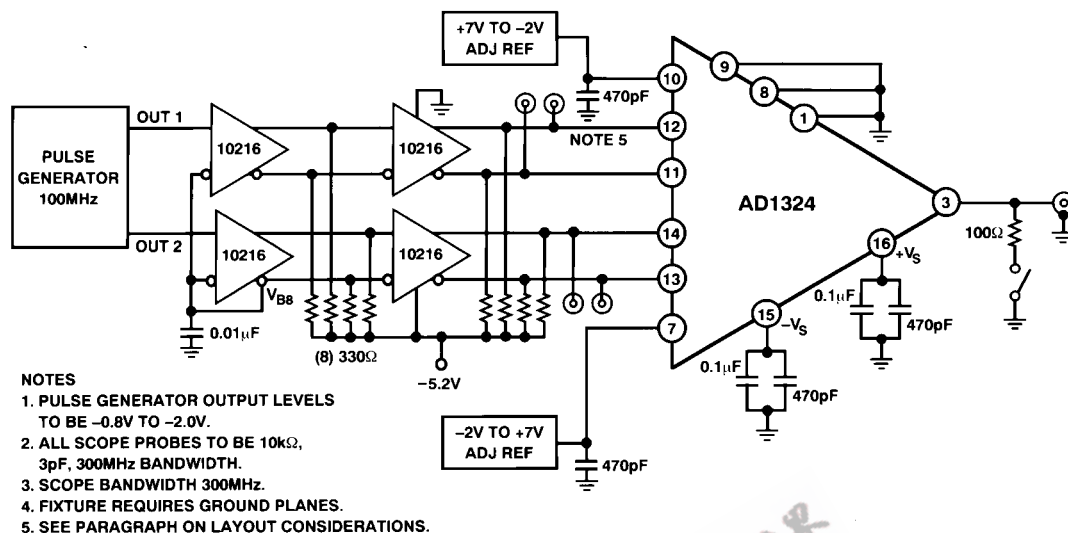 +7V TO –2V
ADJ REF
470pF
OUT 1
PULSE
GENERATOR
100MHz
OUT 2
10216
10216
10216
10216
VB8
0.01µF
(8) 330Ω
–5.2V
NOTE 5
10
12
11
14
13
7
9
8
1
AD1324
3
16
+VS
15
–VS
100Ω
0.1µF
470pF
0.1µF
470pF
–2V TO +7V
ADJ REF
470pF
NOTES
1. PULSE GENERATOR OUTPUT LEVELS
TO BE –0.8V TO –2.0V.
2. ALL SCOPE PROBES TO BE 10kΩ,
3pF, 300MHz BANDWIDTH.
3. SCOPE BANDWIDTH 300MHz.
4. FIXTURE REQUIRES GROUND PLANES.
5. SEE PARAGRAPH ON LAYOUT CONSIDERATIONS.